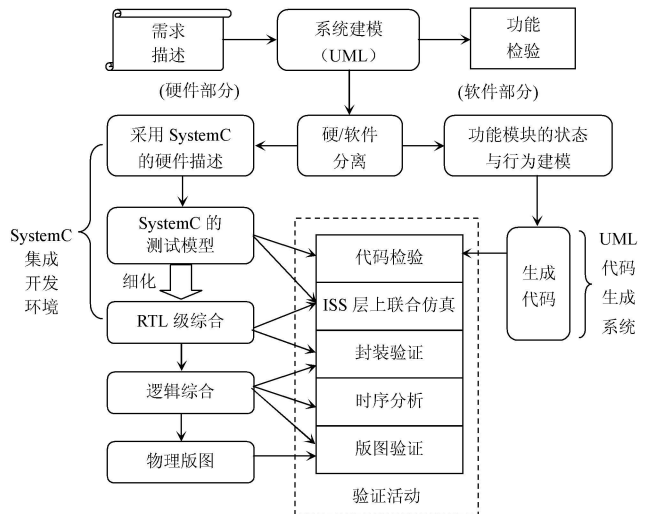 需求
描述
系统建模
（UML）
功能
检验
(硬件部分)
(软件部分)
采用 SystemC
的硬件描述
硬/软件
分离
功能模块的状态
与行为建模
SystemC
集成
开发
环境
SystemC 的
测试模型
细化
RTL 级综合
逻辑综合
物理版图
代码检验
ISS 层上联合仿真
封装验证
时序分析
版图验证
验证活动
生成
代码
UML
代码
生成
系统